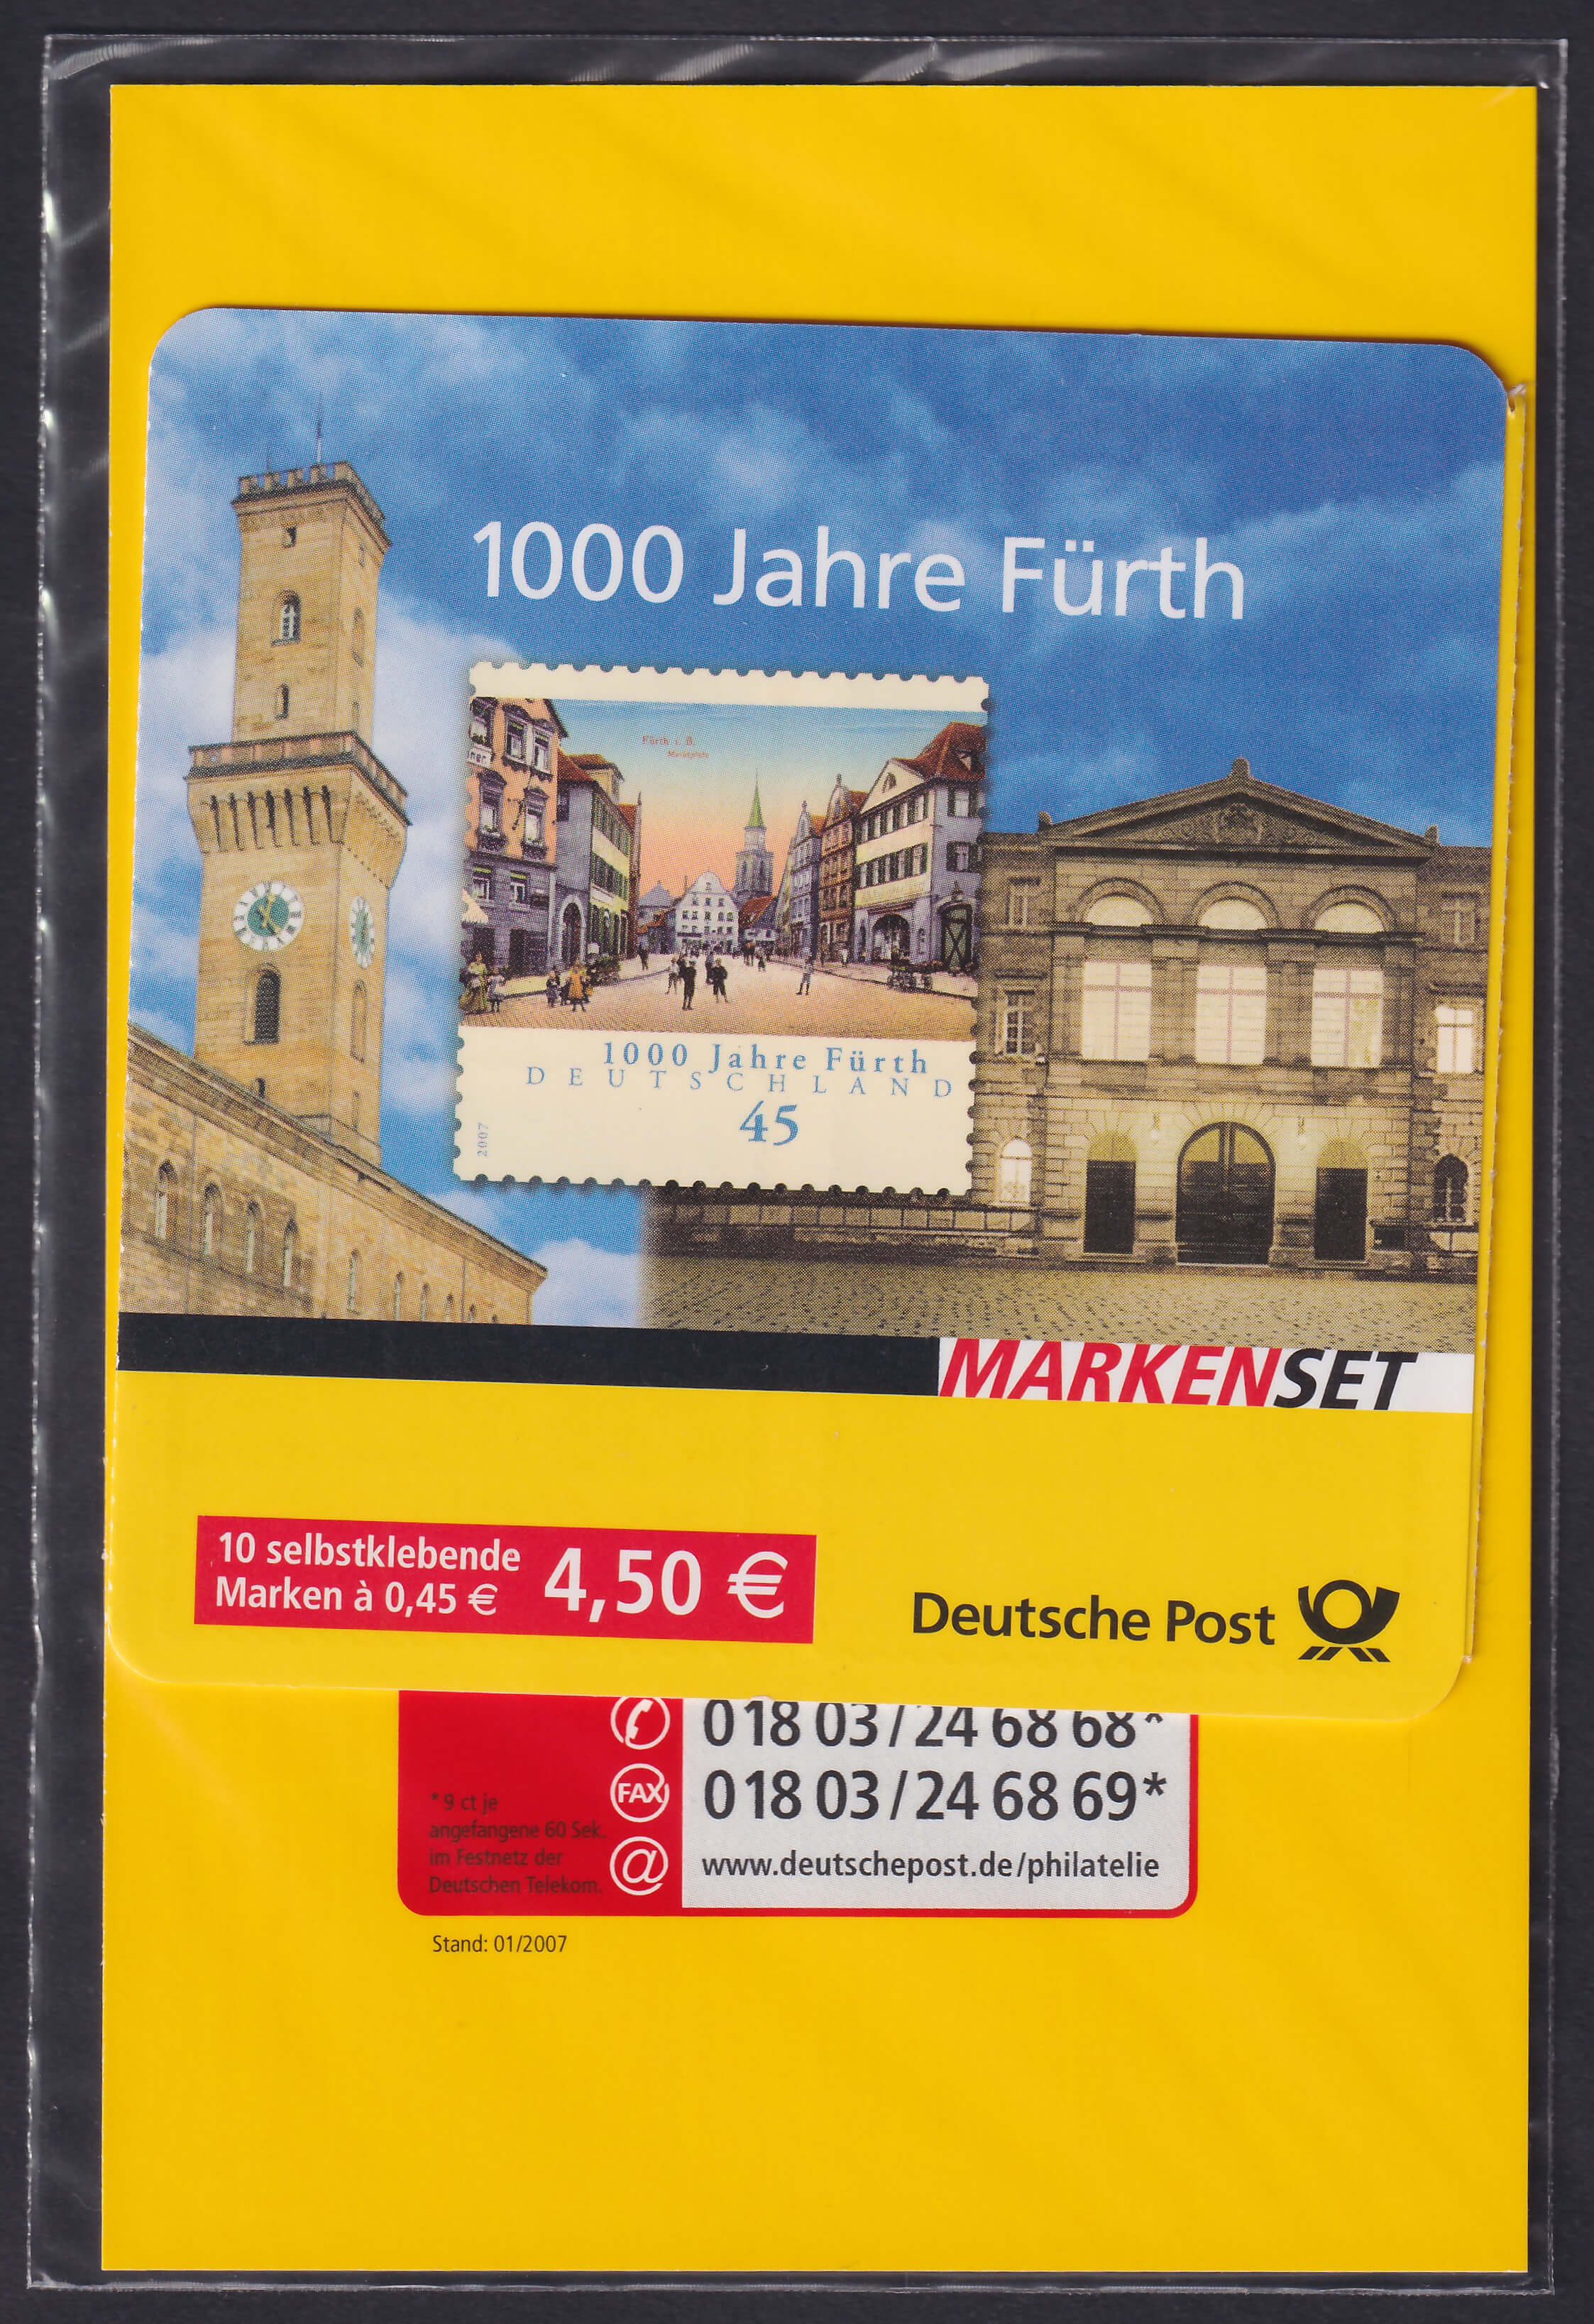 1000 Jahre Fürth
Fürth i. B.
Marktplatz
1000 Jahre Fürth
DEUTSCHLAND
45
2007
MARKENSET
10 selbstklebende
Marken à 0,45 €
4,50 €
Deutsche Post
018 03/24 68 68*
FAX
018 03/24 68 69*
@
www.deutschepost.de/philatelie
*9 ct je
angefangene 60 Sek.
im Festnetz der
Deutschen Telekom.
Stand: 01/2007